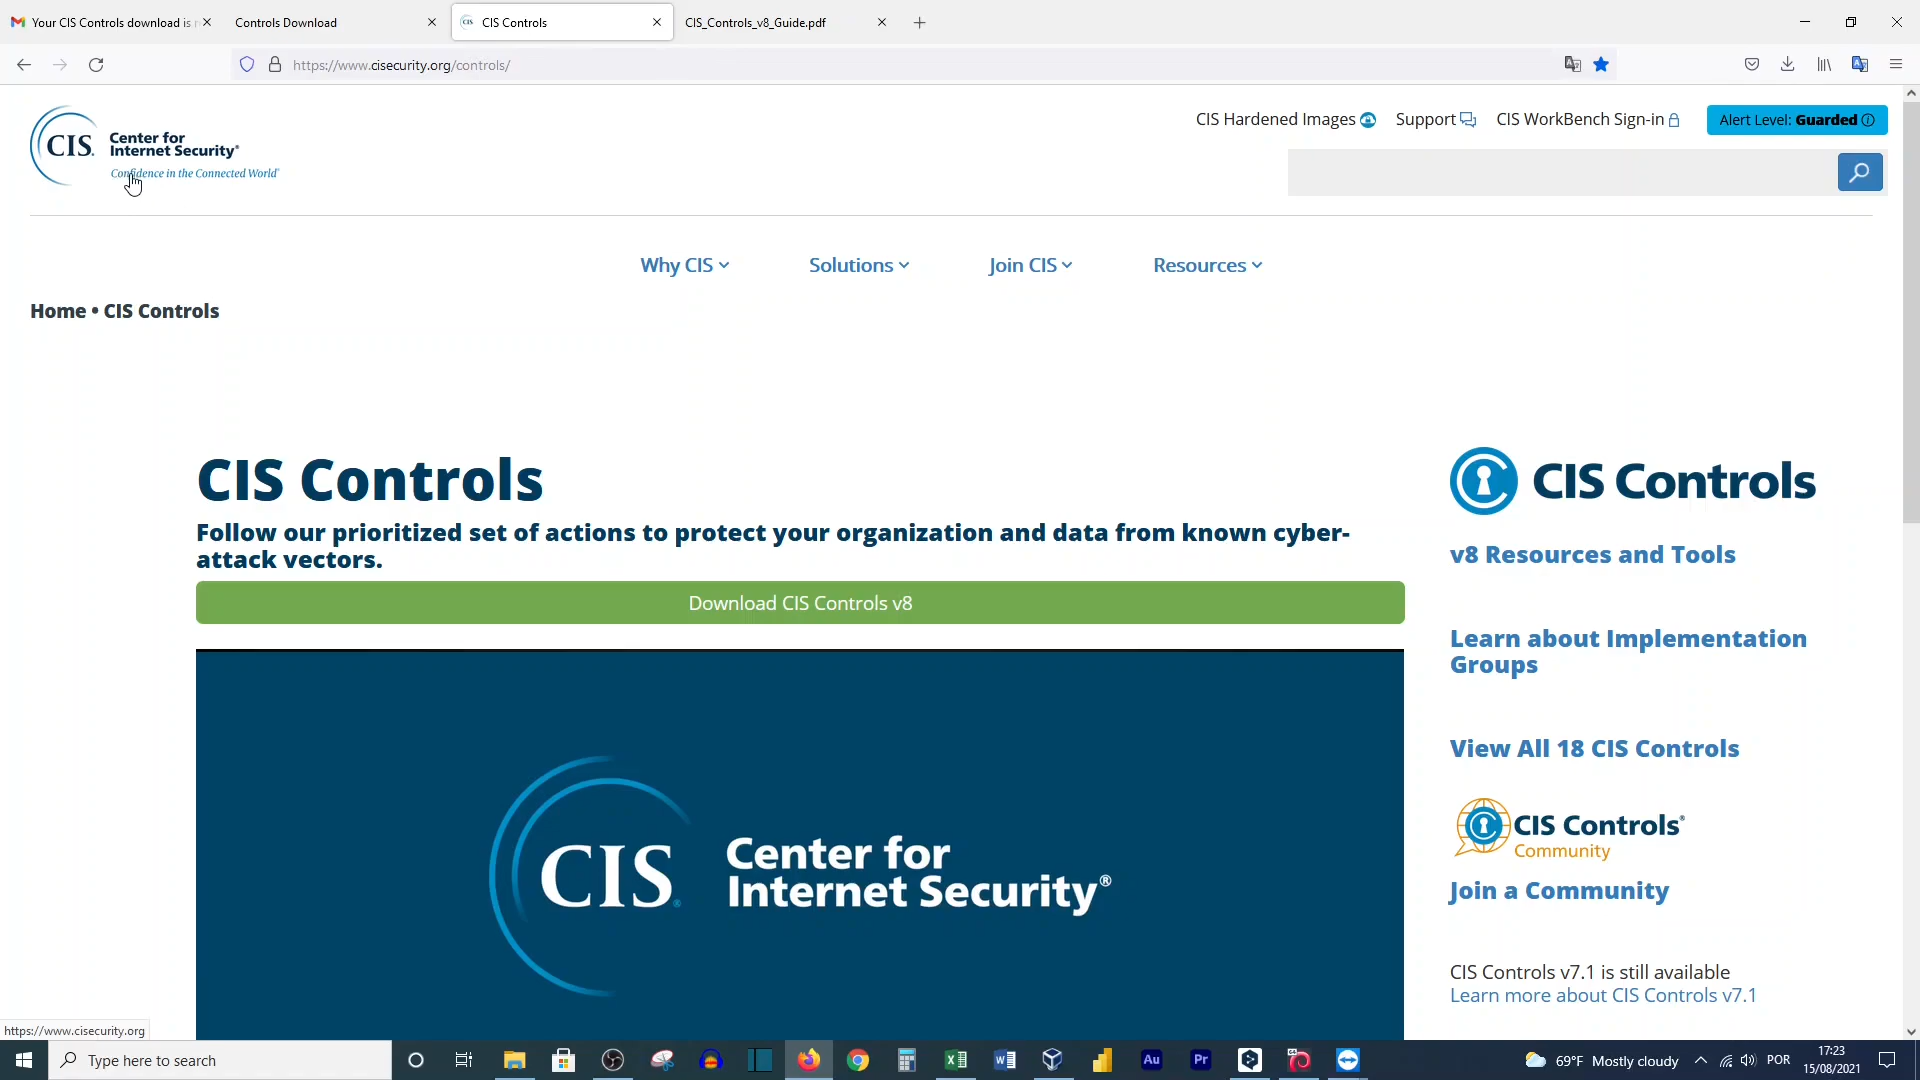 Your CIS Controls download is
Controls Download
CIS Controls
CIS_Controls_v8_Guide.pdf
https://www.cisecurity.org/controls/
CIS. Center for
Internet Security®
Confidence in the Connected World®
CIS Hardened Images
Support
CIS WorkBench Sign-in
Alert Level: Guarded
Why CIS
Solutions
Join CIS
Resources
Home • CIS Controls
CIS Controls
Follow our prioritized set of actions to protect your organization and data from known cyber-
attack vectors.
Download CIS Controls v8
CIS. Center for
Internet Security®
CIS Controls
v8 Resources and Tools
Learn about Implementation
Groups
View All 18 CIS Controls
CIS Controls®
Community
Join a Community
CIS Controls v7.1 is still available
Learn more about CIS Controls v7.1
https://www.cisecurity.org
Type here to search
Au
Pr
69°F Mostly cloudy
POR
17:23
15/08/2021